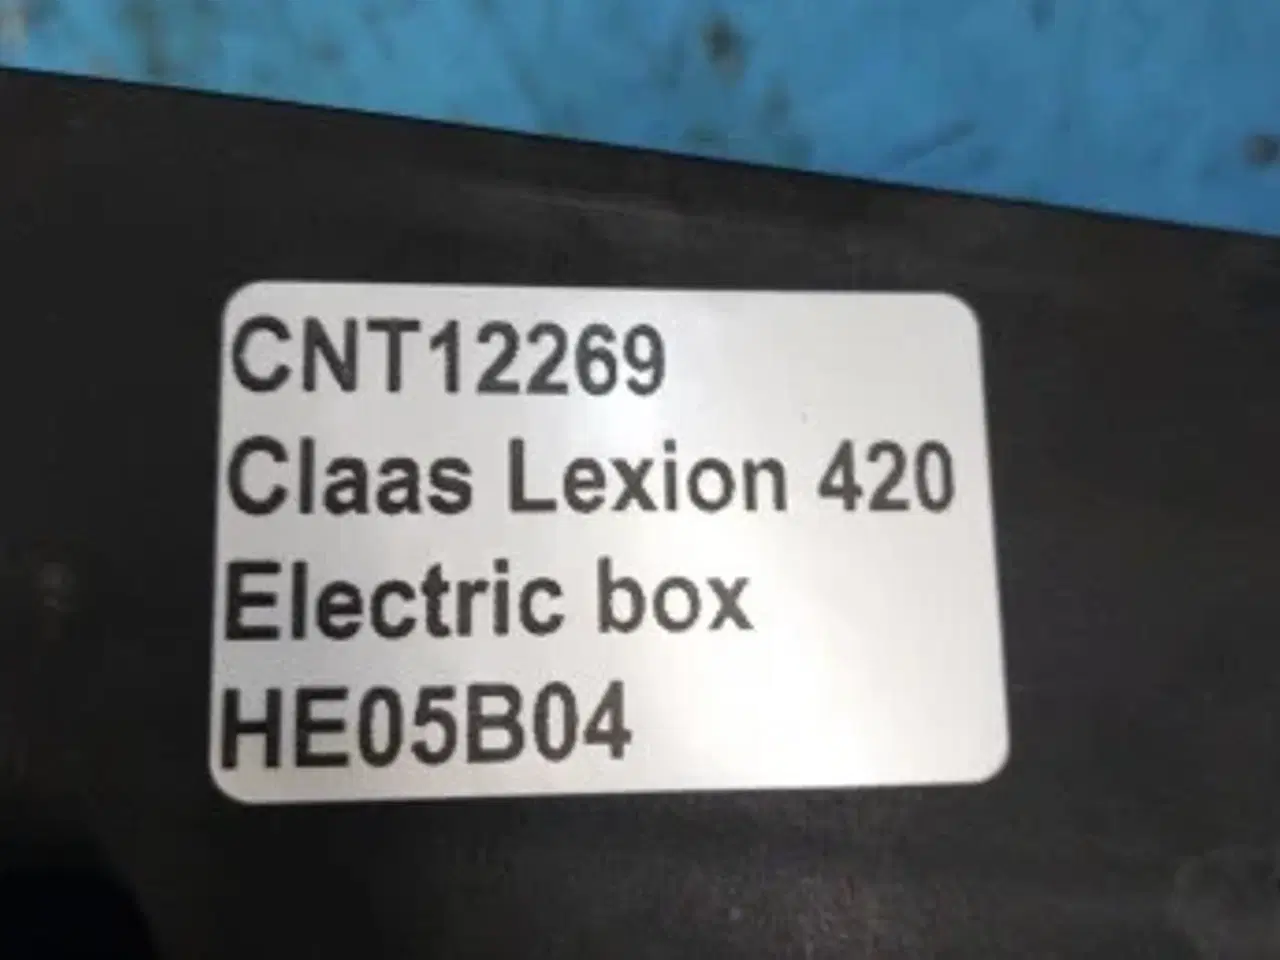 CNT12269
Claas Lexion 420
Electric box
HE05B04